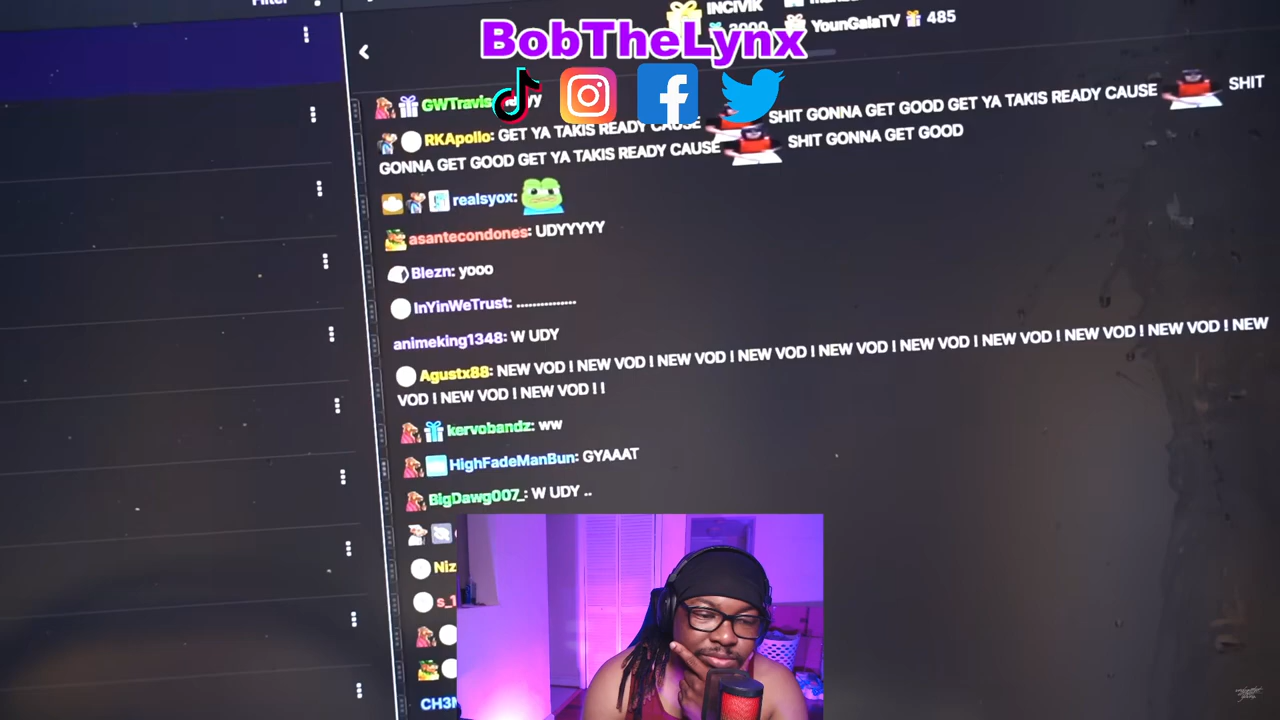 Filter
INCIVIK
2000
YounGalaTV 485
BobTheLynx
GWTravis:
RKApollo: GET YA TAKIS READY CAUSE SHIT GONNA GET GOOD GET YA TAKIS READY CAUSE SHIT
GONNA GET GOOD GET YA TAKIS READY CAUSE SHIT GONNA GET GOOD
realsyox:
asantecondones: UDYYYYY
Blezn: yooo
InYinWeTrust: ...............
animeking1348: W UDY
Agustx88: NEW VOD ! NEW VOD ! NEW VOD ! NEW VOD ! NEW VOD ! NEW VOD ! NEW VOD ! NEW VOD ! NEW VOD ! NEW
VOD ! NEW VOD ! NEW VOD ! !
kervobandz: ww
HighFadeManBun: GYAAAT
BigDawg007_: W UDY ..
Niz
s_1
CH3